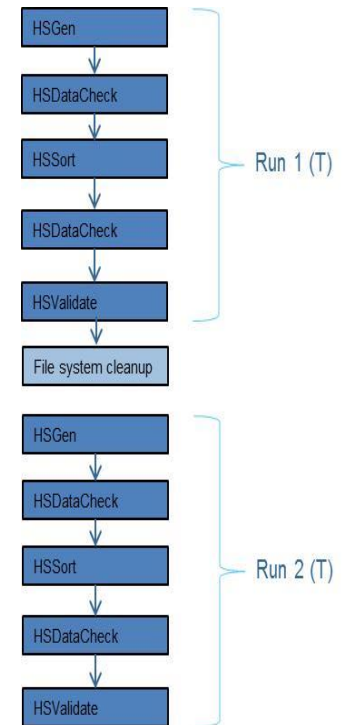 HSGen
HSDataCheck
HSSort
HSDataCheck
HSValidate
Run 1 (T)
File system cleanup
HSGen
HSDataCheck
HSSort
HSDataCheck
HSValidate
Run 2 (T)